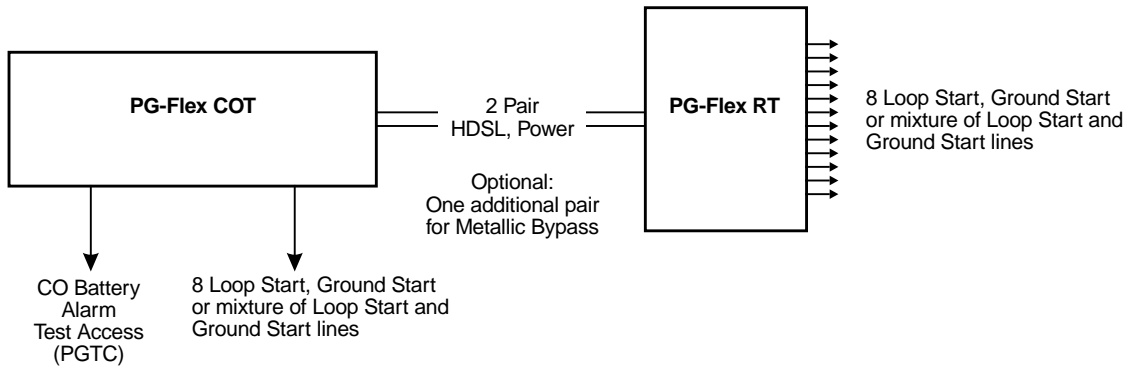 PG-Flex COT
2 Pair
HDSL, Power
Optional:
One additional pair
for Metallic Bypass
PG-Flex RT
8 Loop Start, Ground Start
or mixture of Loop Start and
Ground Start lines
CO Battery
Alarm
Test Access
(PGTC)
8 Loop Start, Ground Start
or mixture of Loop Start and
Ground Start lines